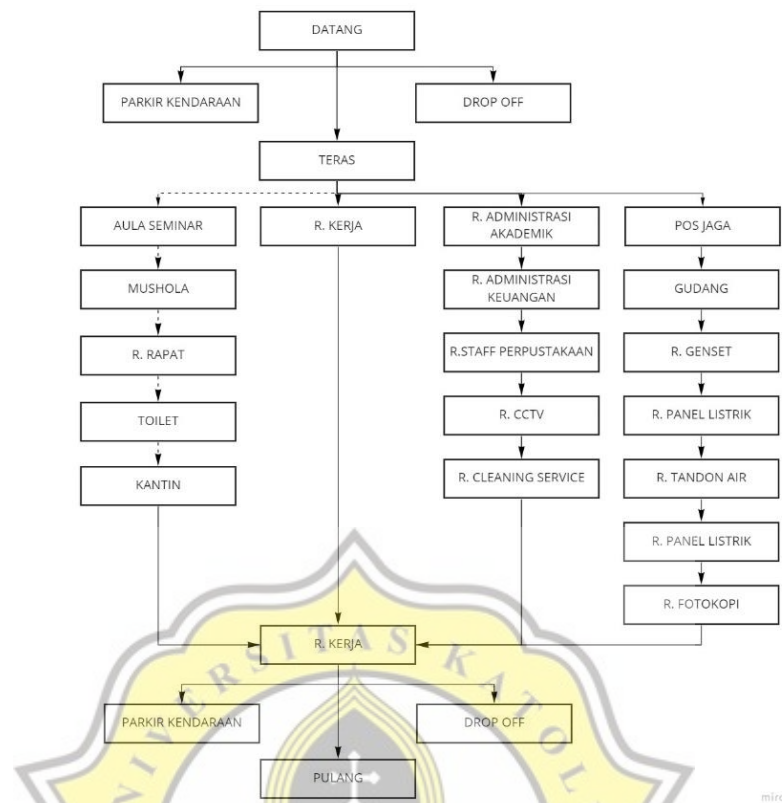 DATANG
PARKIR KENDARAAN
DROP OFF
TERAS
AULA SEMINAR
R. KERJA
R. ADMINISTRASI
AKADEMIK
POS JAGA
MUSHOLA
R. ADMINISTRASI
KEUANGAN
GUDANG
R. RAPAT
R.STAFF PERPUSTAKAAN
R. GENSET
TOILET
R. CCTV
R. PANEL LISTRIK
KANTIN
R. CLEANING SERVICE
R. TANDON AIR
R. PANEL LISTRIK
R. FOTOKOPI
R. KERJA
PARKIR KENDARAAN
DROP OFF
PULANG
NIVERSITAS KATOL